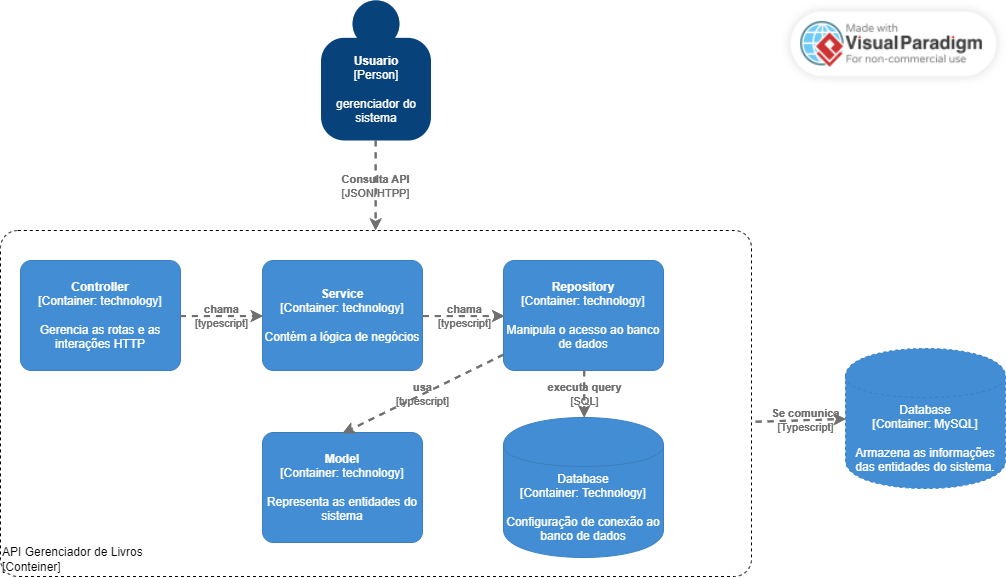 Made with
Visual Paradigm
For non-commercial use
Usuario
[Person]
gerenciador do
sistema
Consulta API
[JSON/HTPP]
Controller
[Container: technology]
Gerencia as rotas e as
interações HTTP
chama
[typescript]
Service
[Container: technology]
Contém a lógica de negócios
chama
[typescript]
Repository
[Container: technology]
Manipula o acesso ao banco
de dados
usa
[typescript]
executa query
[SQL]
Model
[Container: technology]
Representa as entidades do
sistema
Database
[Container: Technology]
Configuração de conexão ao
banco de dados
Se comunica
[Typescript]
Database
[Container: MySQL]
Armazena as informações
das entidades do sistema.
API Gerenciador de Livros
[Conteiner]